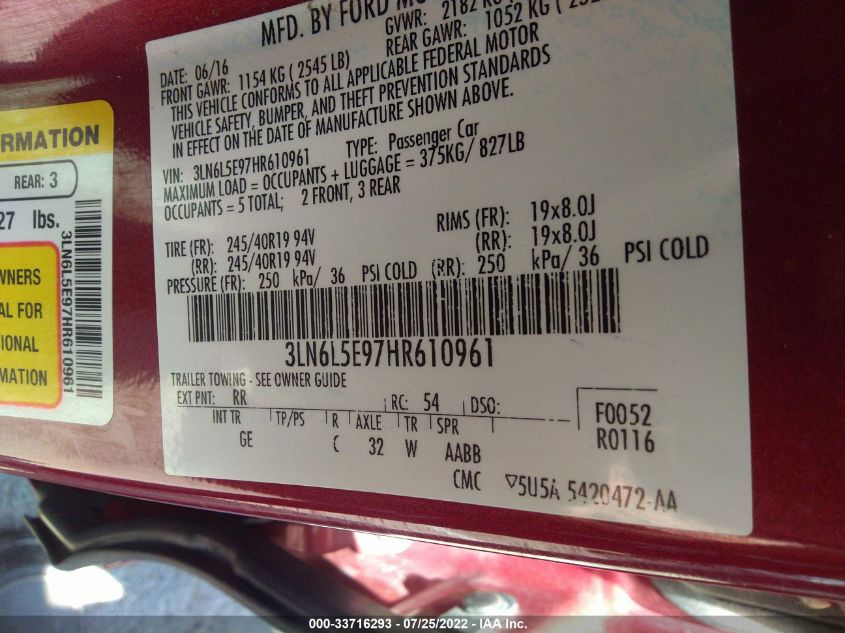 MFD. BY FORD
GVWR: 2182 KG
DATE: 06/16
REAR GAWR: 1052 KG (
FRONT GAWR: 1154 KG ( 2545 LB)
THIS VEHICLE CONFORMS TO ALL APPLICABLE FEDERAL MOTOR
VEHICLE SAFETY, BUMPER, AND THEFT PREVENTION STANDARDS
IN EFFECT ON THE DATE OF MANUFACTURE SHOWN ABOVE.
VIN: 3LN6L5E97HR610961 TYPE: Passenger Car
MAXIMUM LOAD = OCCUPANTS + LUGGAGE = 375KG/ 827LB
OCCUPANTS = 5 TOTAL; 2 FRONT, 3 REAR
RIMS (FR): 19x8.0J
TIRE (FR): 245/40R19 94V
(RR): 19x8.0J
(RR): 245/40R19 94V
PRESSURE (FR): 250 kPa/ 36 PSI COLD (RR): 250 kPa/ 36 PSI COLD
3LN6L5E97HR610961
TRAILER TOWING - SEE OWNER GUIDE
EXT PNT: RR RC: 54 DSO:
INT TR TP/PS R AXLE TR SPR
GE C 32 W AABB
CMC
F0052
R0116
▽5U5A 5420472-AA
RMATION
REAR: 3
27 lbs.
3LN6L5E97HR610961
WNERS
AL FOR
IONAL
MATION
000-33716293 - 07/25/2022 - IAA Inc.